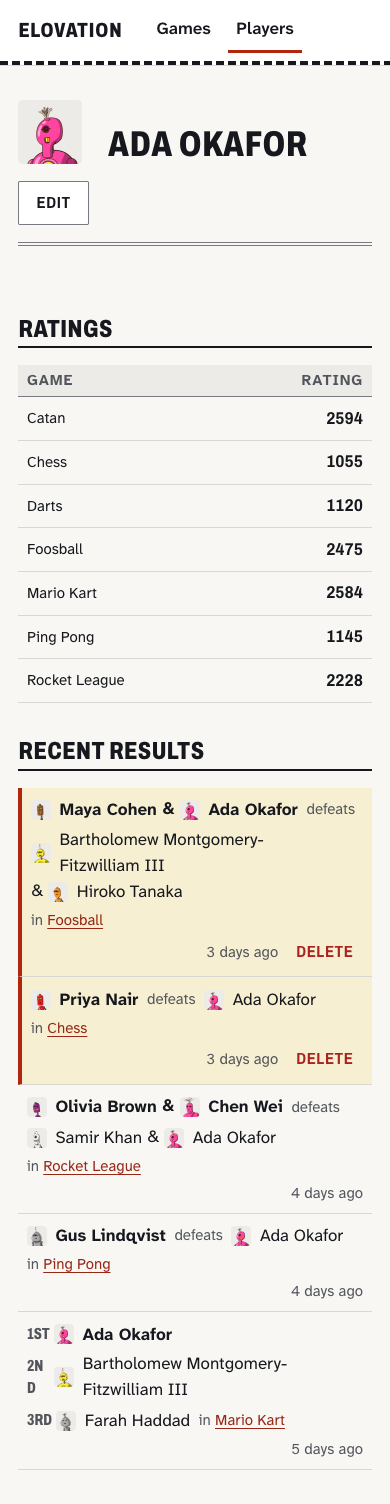 ELOVATION Games Players
ADA OKAFOR
EDIT
RATINGS
GAME RATING
Catan 2594
Chess 1055
Darts 1120
Foosball 2475
Mario Kart 2584
Ping Pong 1145
Rocket League 2228
RECENT RESULTS
Maya Cohen & Ada Okafor defeats
Bartholomew Montgomery-
Fitzwilliam III
& Hiroko Tanaka
in Foosball
3 days ago DELETE
Priya Nair defeats Ada Okafor
in Chess
3 days ago DELETE
Olivia Brown & Chen Wei defeats
Samir Khan & Ada Okafor
in Rocket League
4 days ago
Gus Lindqvist defeats Ada Okafor
in Ping Pong
4 days ago
1ST Ada Okafor
2N Bartholomew Montgomery-
D Fitzwilliam III
3RD Farah Haddad in Mario Kart
5 days ago